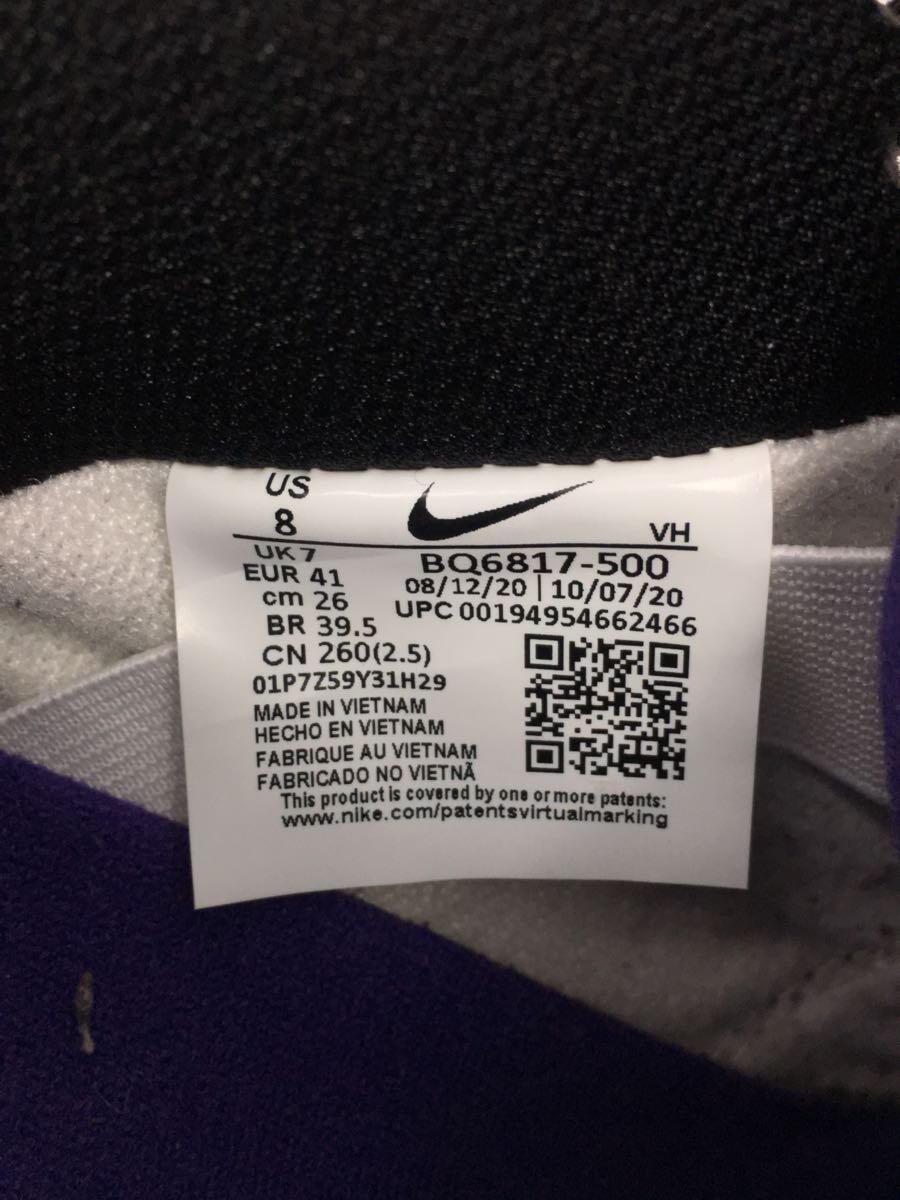 US
8
VH
UK 7
BQ6817-500
EUR 41
08/12/20 | 10/07/20
cm 26
UPC 00194954662466
BR 39.5
CN 260(2.5)
01P7Z59Y31H29
MADE IN VIETNAM
HECHO EN VIETNAM
FABRIQUE AU VIETNAM
FABRICADO NO VIETNÃ
This product is covered by one or more patents:
www.nike.com/patentsvirtualmarking